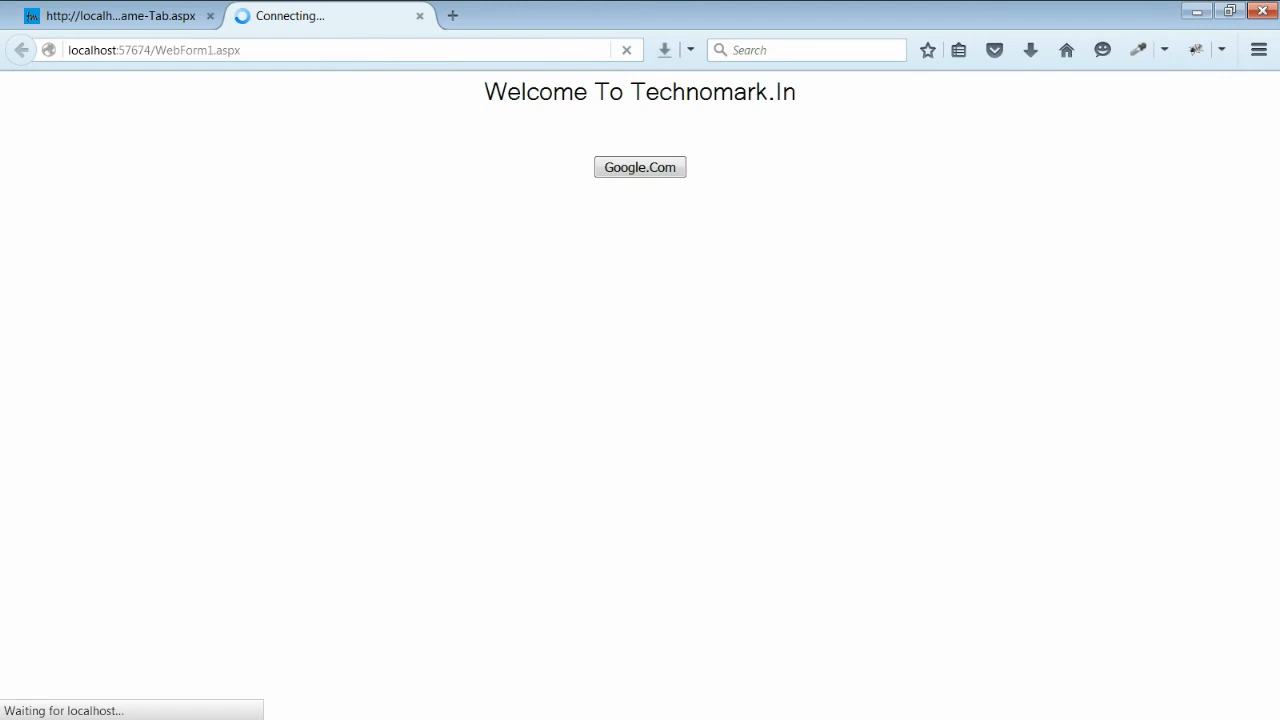 http://localh...ame-Tab.aspx
Connecting...
localhost:57674/WebForm1.aspx
Search
Welcome To Technomark.In
Google.Com
Waiting for localhost...